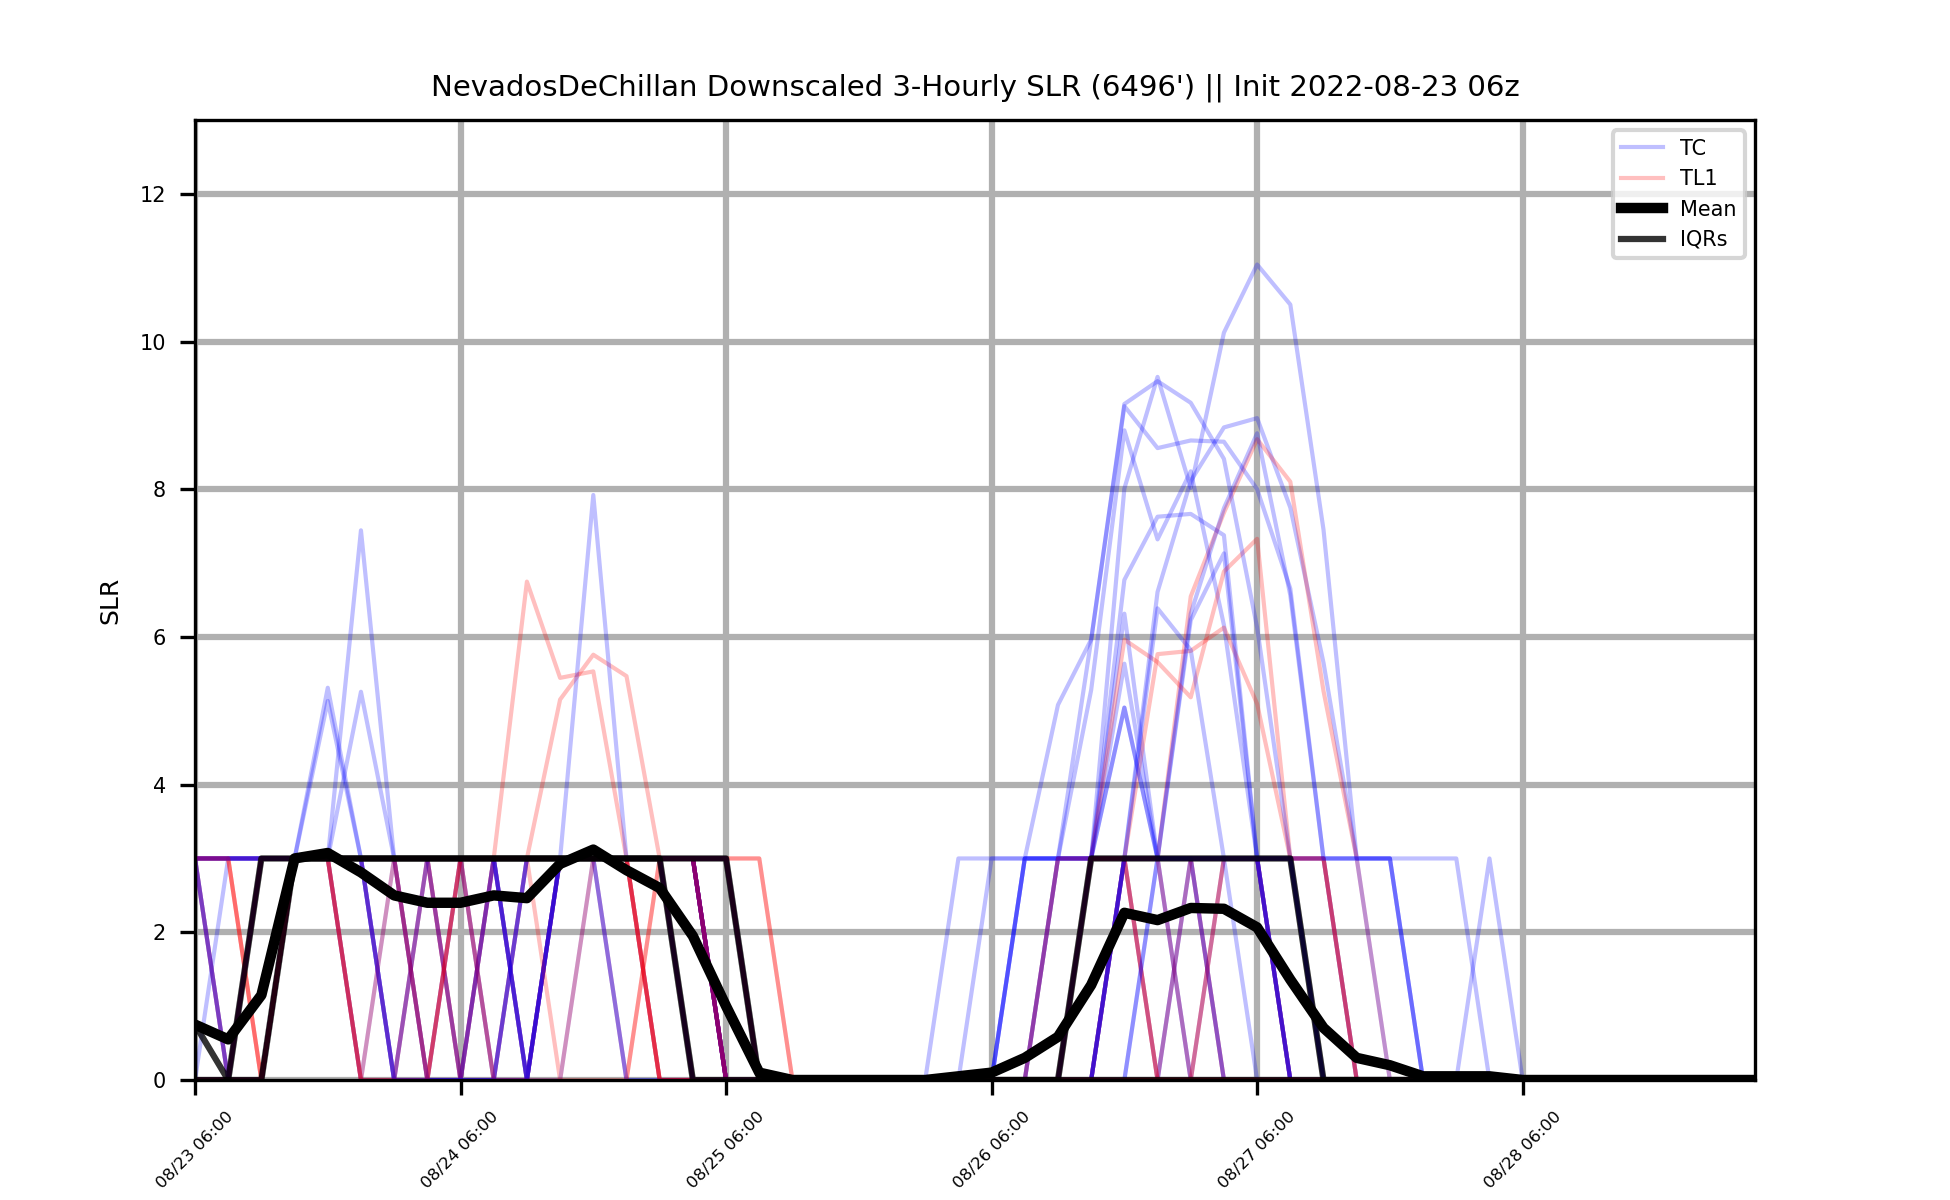 NevadosDeChillan Downscaled 3-Hourly SLR (6496') || Init 2022-08-23 06z
TC
TL1
Mean
IQRs
12
10
8
6
4
2
0
SLR
08/23 06:00
08/24 06:00
08/25 06:00
08/26 06:00
08/27 06:00
08/28 06:00